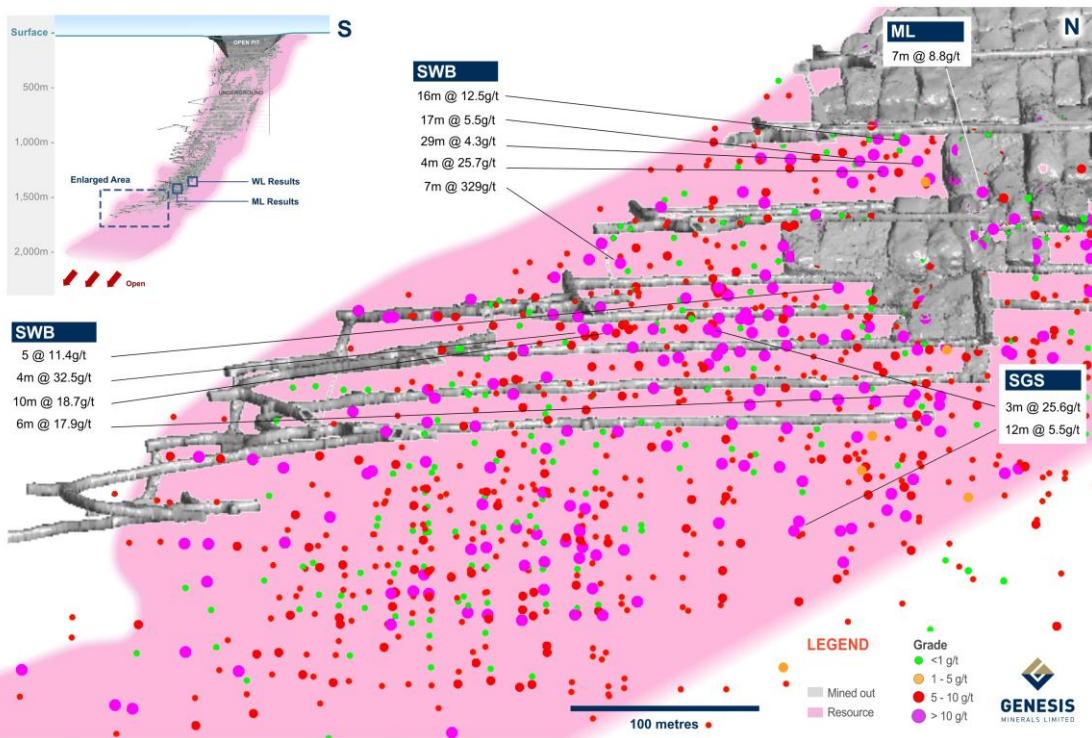 Surface
S
OPEN PIT
UNDERGROUND
500m
1,000m
1,500m
2,000m
Enlarged Area
WL Results
ML Results
Open
N
ML
7m @ 8.8g/t
SWB
16m @ 12.5g/t
17m @ 5.5g/t
29m @ 4.3g/t
4m @ 25.7g/t
7m @ 329g/t
SWB
5 @ 11.4g/t
4m @ 32.5g/t
10m @ 18.7g/t
6m @ 17.9g/t
SGS
3m @ 25.6g/t
12m @ 5.5g/t
LEGEND
Mined out
Resource
Grade
<1 g/t
1 - 5 g/t
5 - 10 g/t
> 10 g/t
100 metres
GENESIS
MINERALS LIMITED